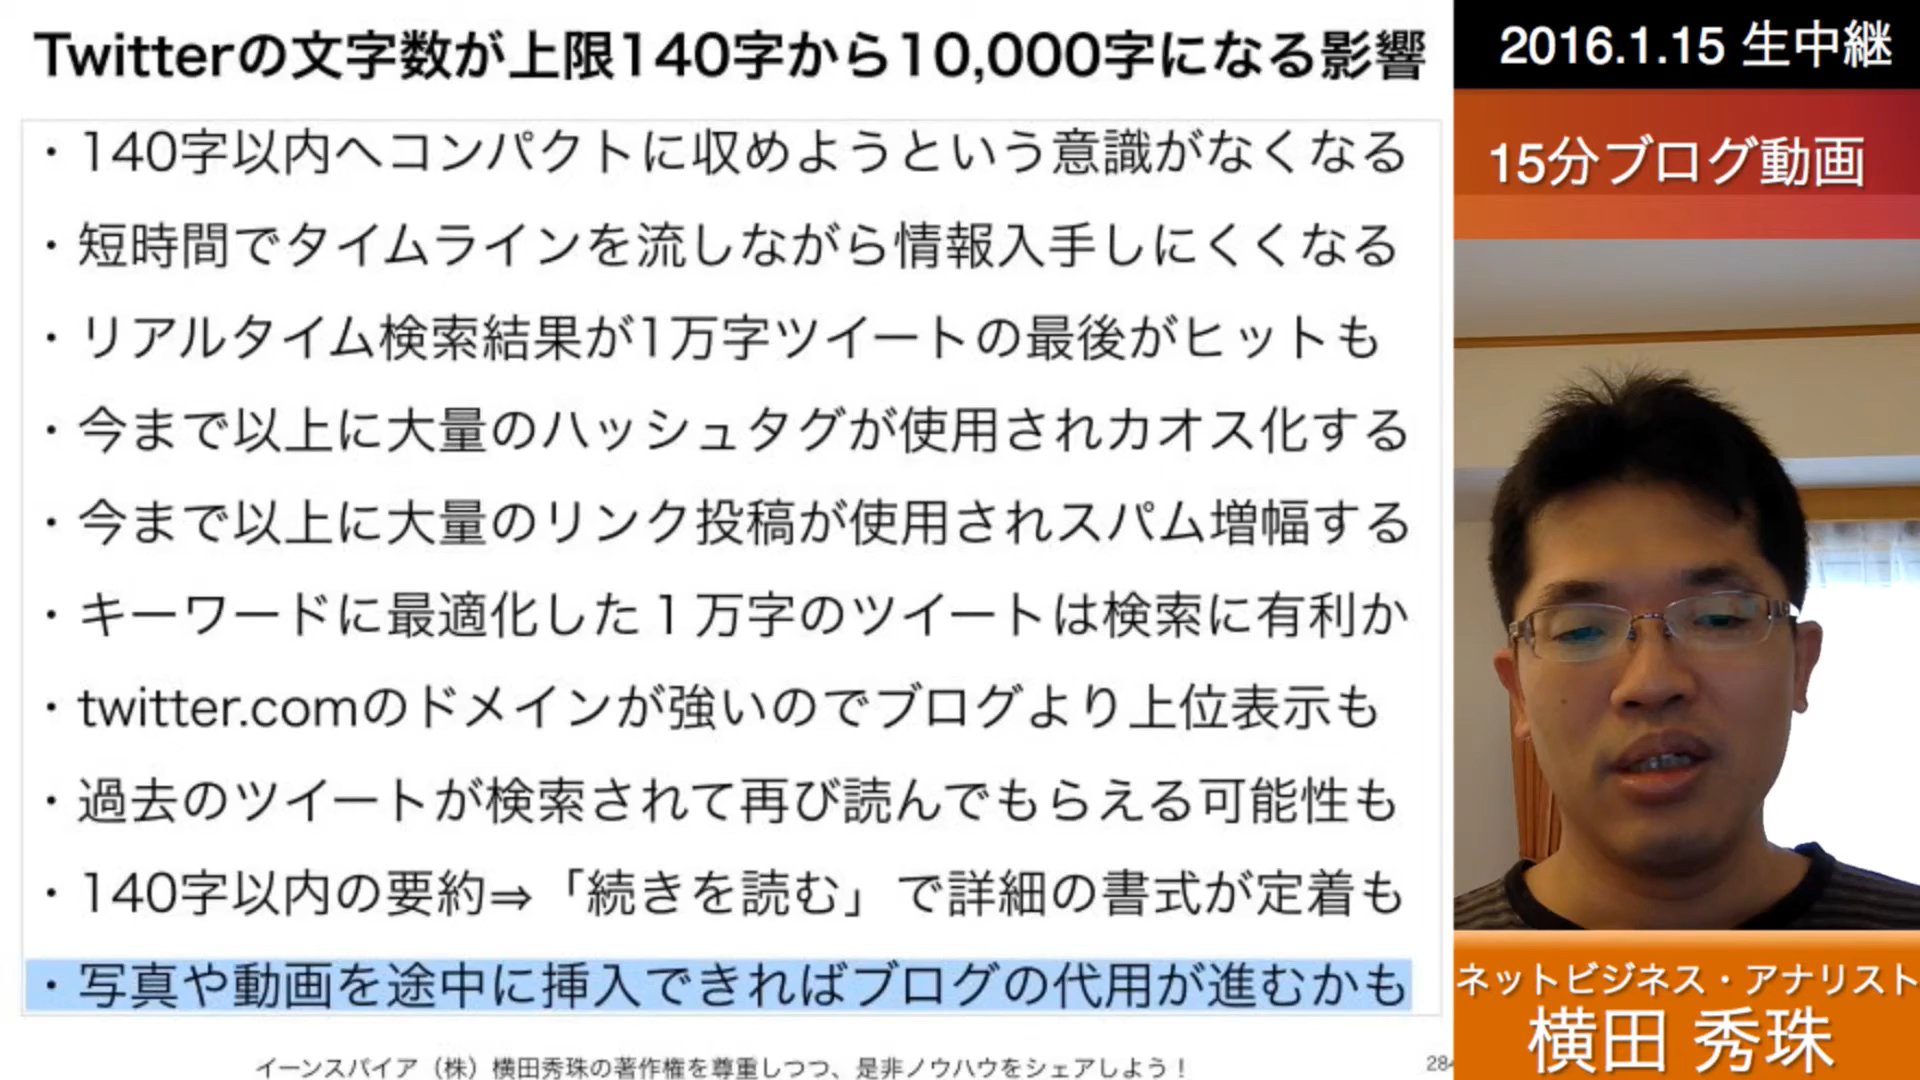 Twitterの文字数が上限140字から10,000字になる影響
・140字以内へコンパクトに収めようという意識がなくなる
・短時間でタイムラインを流しながら情報入手しにくくなる
・リアルタイム検索結果が1万字ツイートの最後がヒットも
・今まで以上に大量のハッシュタグが使用されカオス化する
・今まで以上に大量のリンク投稿が使用されスパム増幅する
・キーワードに最適化した１万字のツイートは検索に有利か
・twitter.comのドメインが強いのでブログより上位表示も
・過去のツイートが検索されて再び読んでもらえる可能性も
・140字以内の要約⇒「続きを読む」で詳細の書式が定着も
・写真や動画を途中に挿入できればブログの代用が進むかも
イーンスパイア（株）横田秀珠の著作権を尊重しつつ、是非ノウハウをシェアしよう！
2016.1.15 生中継
15分ブログ動画
ネットビジネス・アナリスト
横田 秀珠